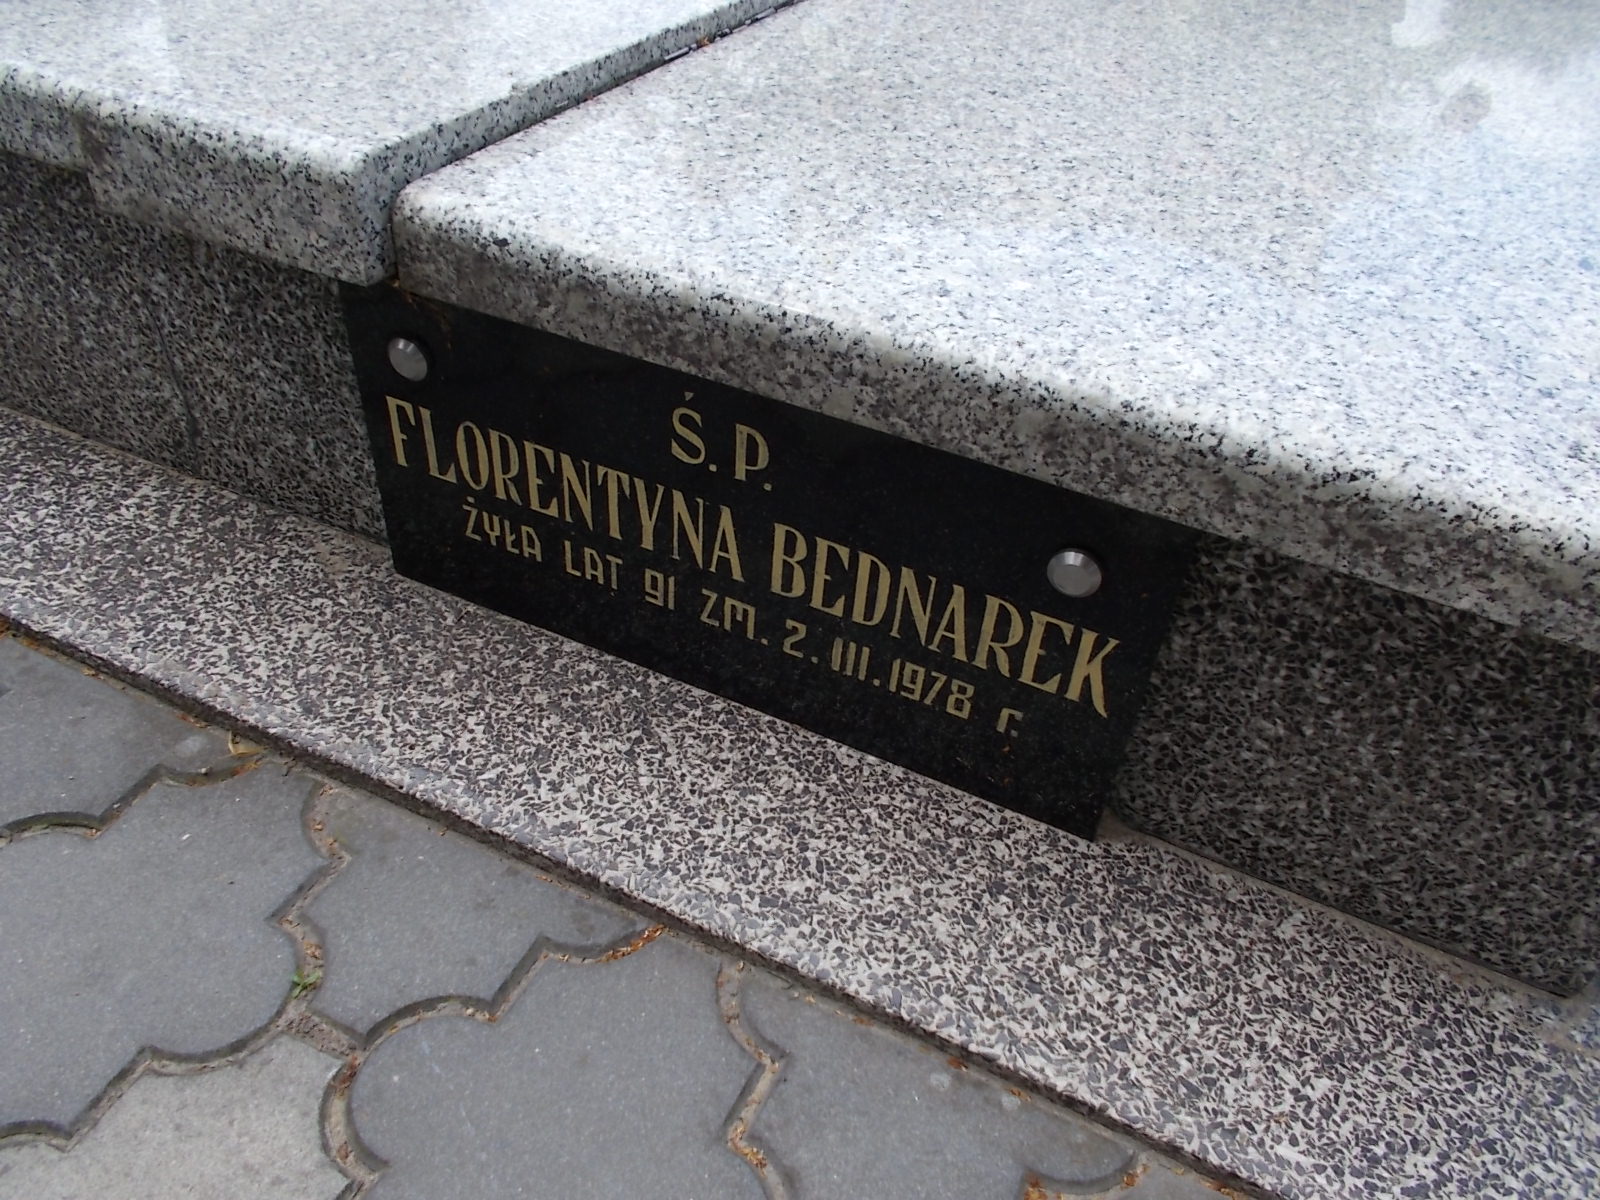 Ś.P.
FLORENTYNA BEDNAREK
ŻYŁA LAT 91 ZM. 2.III.1978 r.